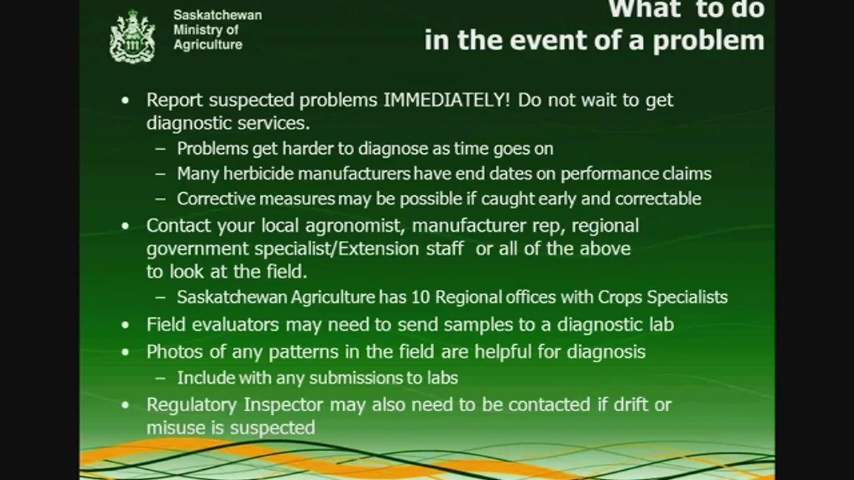 Saskatchewan
Ministry of
Agriculture
What to do
in the event of a problem
• Report suspected problems IMMEDIATELY! Do not wait to get
diagnostic services.
– Problems get harder to diagnose as time goes on
– Many herbicide manufacturers have end dates on performance claims
– Corrective measures may be possible if caught early and correctable
• Contact your local agronomist, manufacturer rep, regional
government specialist/Extension staff or all of the above
to look at the field.
– Saskatchewan Agriculture has 10 Regional offices with Crops Specialists
• Field evaluators may need to send samples to a diagnostic lab
• Photos of any patterns in the field are helpful for diagnosis
– Include with any submissions to labs
• Regulatory Inspector may also need to be contacted if drift or
misuse is suspected